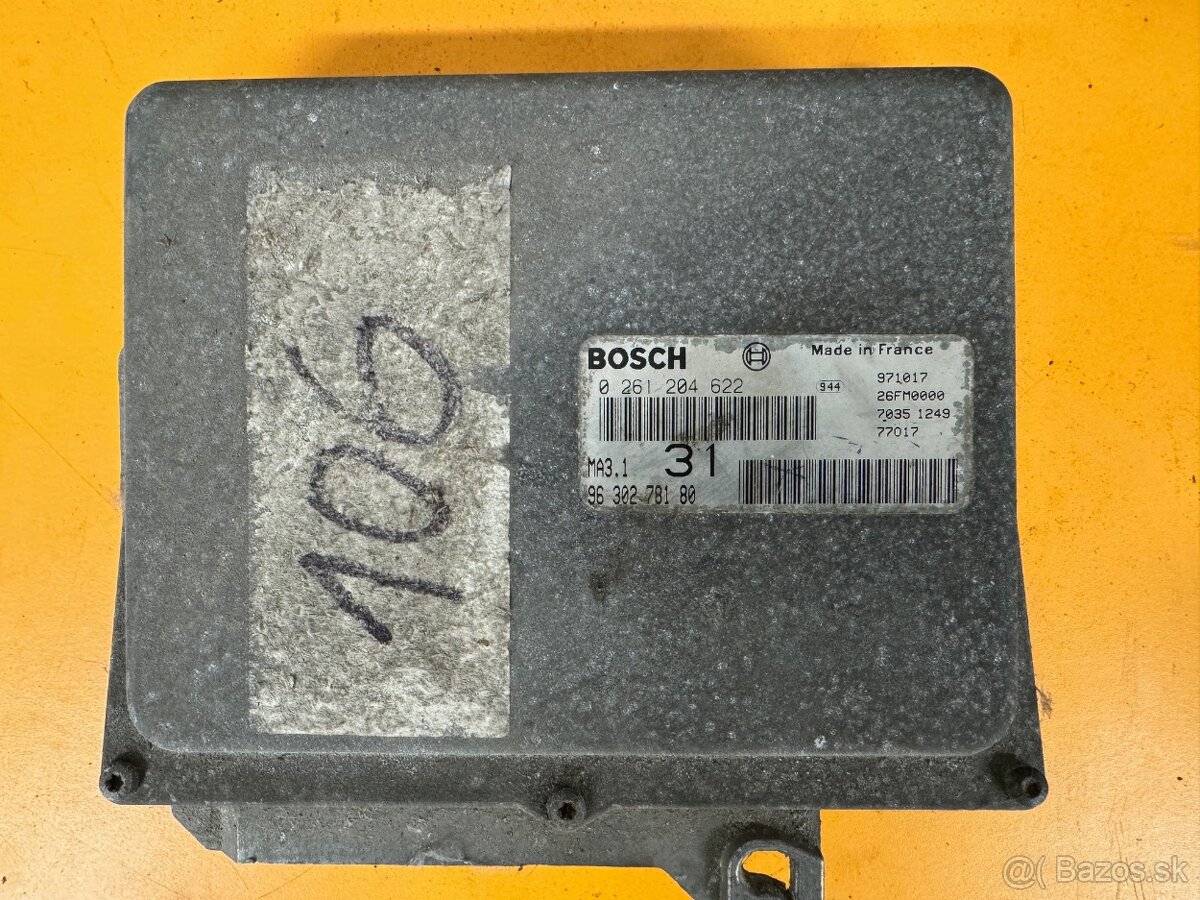 106
BOSCH Made in France
0 261 204 622 944 971017
26FM0000
7035 1249
77017
MA3.1 31
96 302 781 80
@( Bazos.sk